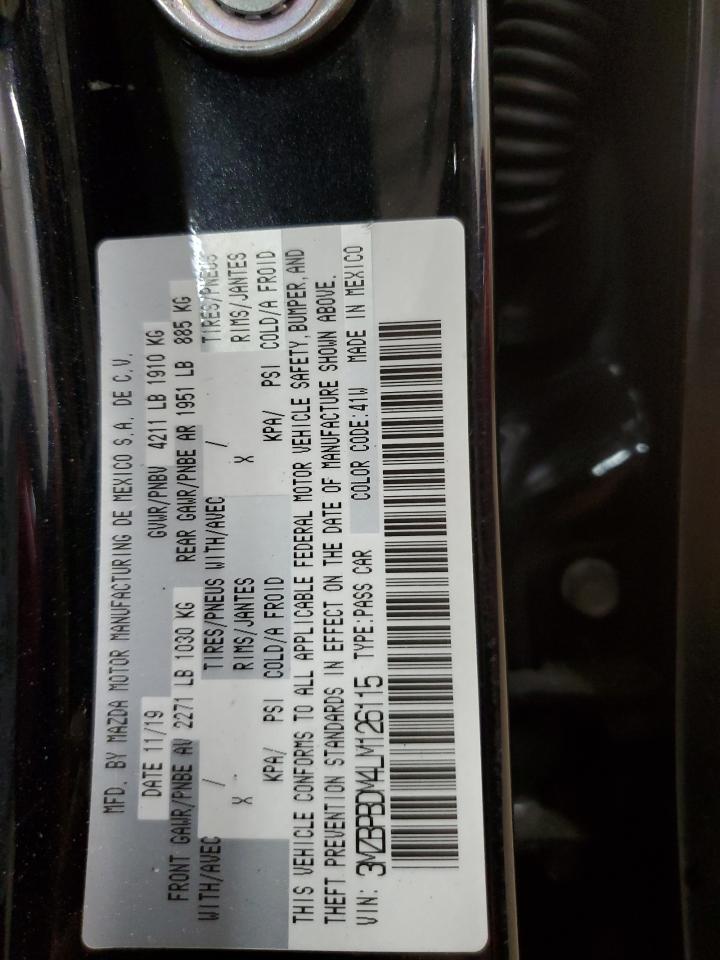 MFD. BY MAZDA MOTOR MANUFACTURING DE MEXICO S.A. DE C.V.
DATE 11/19 GVWR/PNBV 4211 LB 1910 KG
FRONT GAWR/PNBE AV 2271 LB 1030 KG REAR GAWR/PNBE AR 1951 LB 885 KG
WITH/AVEC / TIRES/PNEUS WITH/AVEC / TIRES/PNEUS
X RIMS/JANTES X RIMS/JANTES
KPA/ PSI COLD/A FROID KPA/ PSI COLD/A FROID
THIS VEHICLE CONFORMS TO ALL APPLICABLE FEDERAL MOTOR VEHICLE SAFETY, BUMPER, AND
THEFT PREVENTION STANDARDS IN EFFECT ON THE DATE OF MANUFACTURE SHOWN ABOVE.
VIN: 3MZBPBDM4LM126115 TYPE:PASS CAR COLOR CODE:41W MADE IN MEXICO